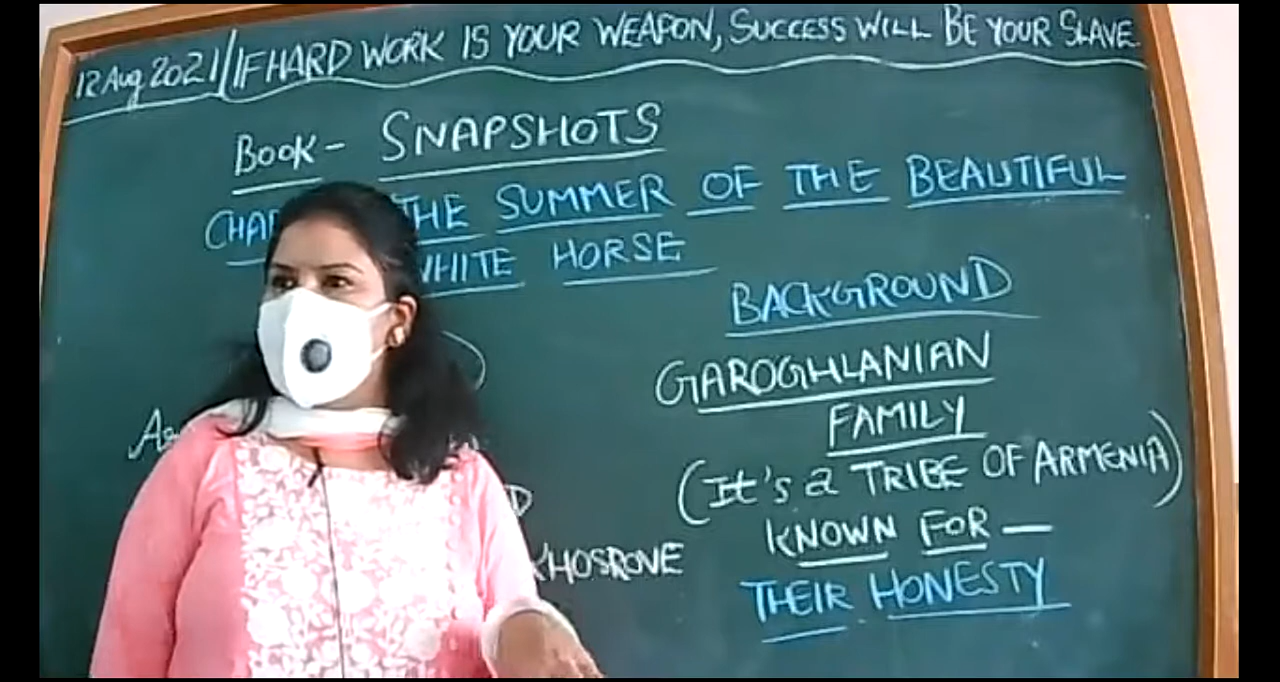 12 Aug 2021 / IF HARD WORK IS YOUR WEAPON, SUCCESS WILL BE YOUR SLAVE
BOOK - SNAPSHOTS
THE SUMMER OF THE BEAUTIFUL
WHITE HORSE
BACKGROUND
GAROGHLANIAN
FAMILY
(It's a TRIBE OF ARMENIA)
KNOWN FOR —
THEIR HONESTY
KHOSROVE